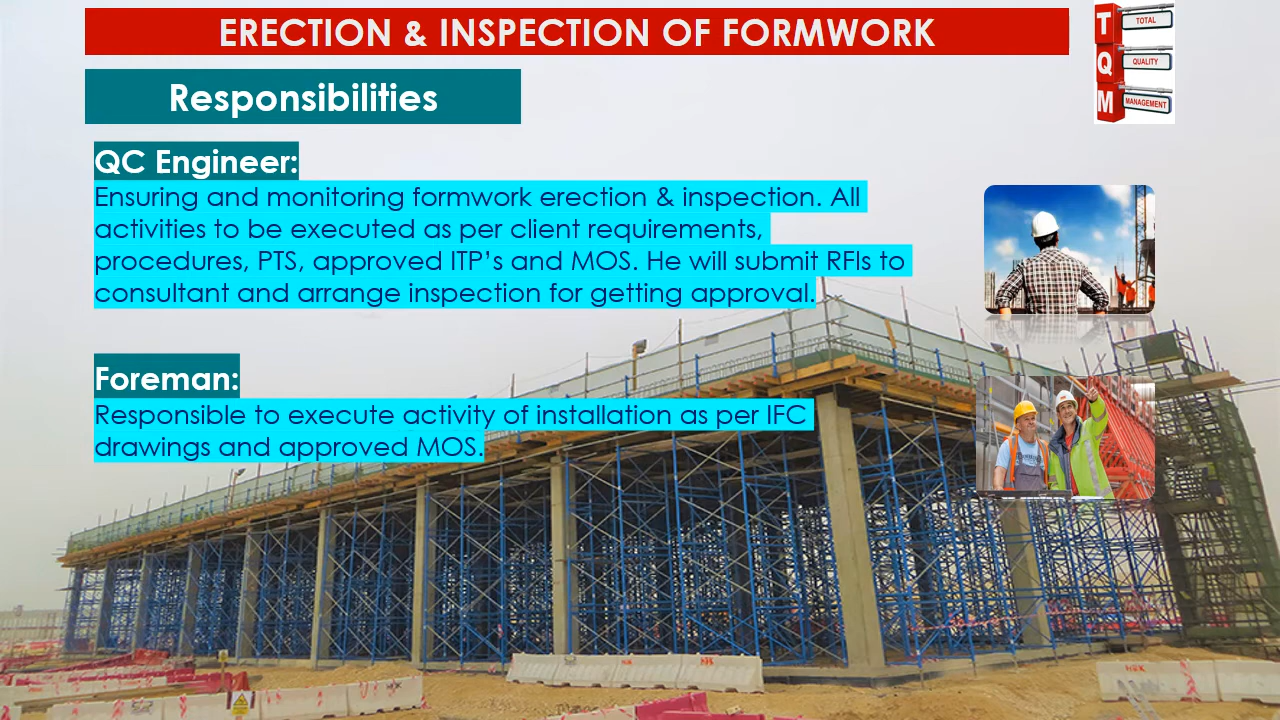 ERECTION & INSPECTION OF FORMWORK
T TOTAL
Q QUALITY
M MANAGEMENT
Responsibilities
QC Engineer:
Ensuring and monitoring formwork erection & inspection. All
activities to be executed as per client requirements,
procedures, PTS, approved ITP’s and MOS. He will submit RFIs to
consultant and arrange inspection for getting approval.
Foreman:
Responsible to execute activity of installation as per IFC
drawings and approved MOS.